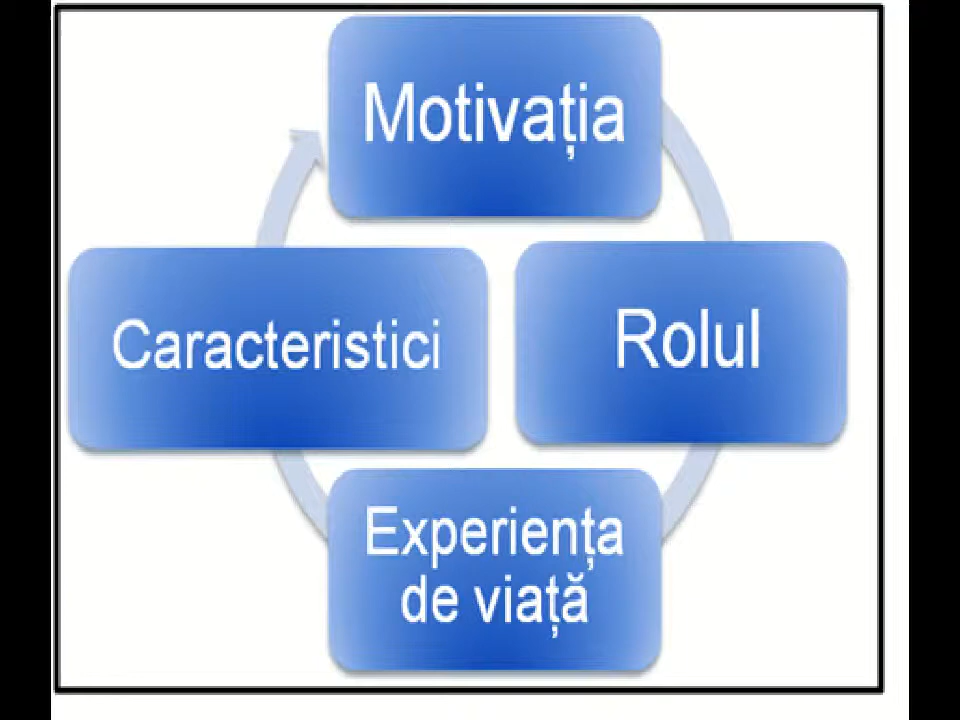 Motivația
Caracteristici
Rolul
Experiența
de viață